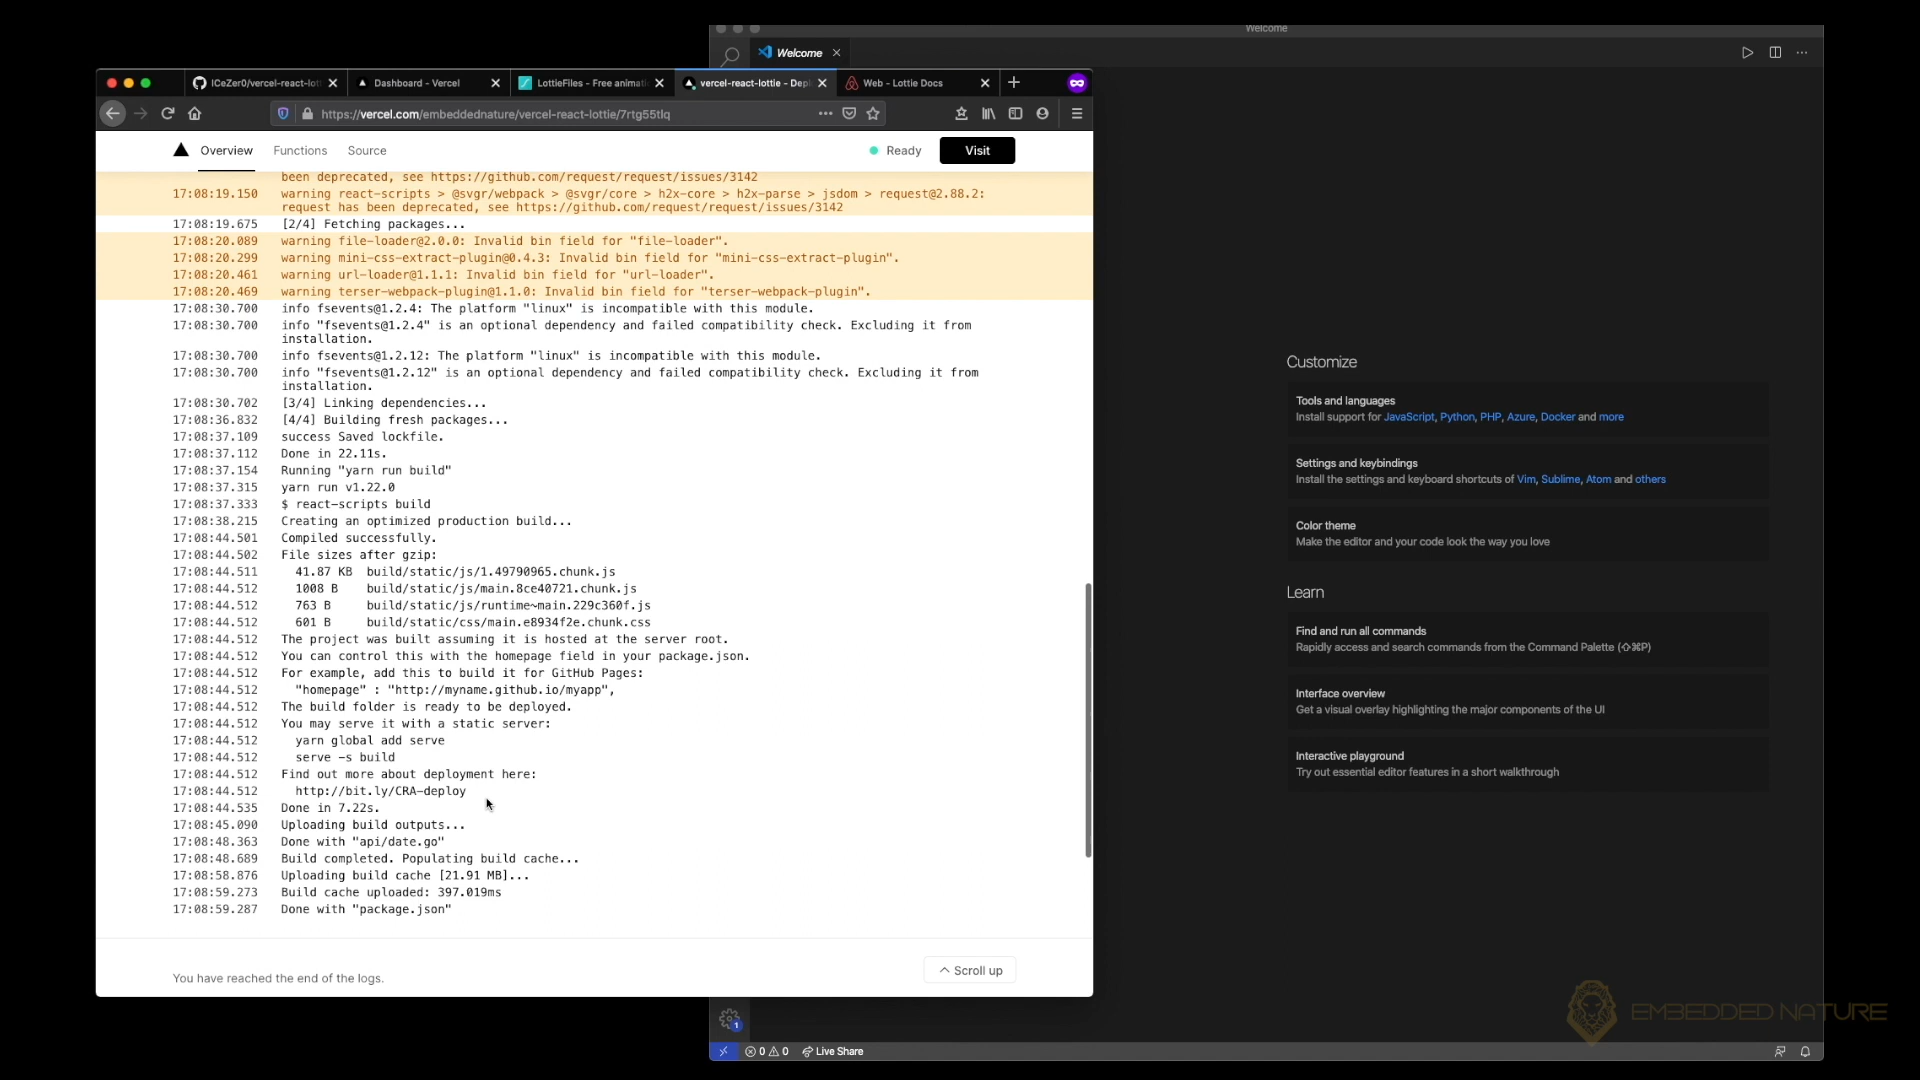 Welcome
Welcome
ICeZer0/vercel-react-lot
Dashboard - Vercel
LottieFiles - Free animati
vercel-react-lottie - Depl
Web - Lottie Docs
https://vercel.com/embeddednature/vercel-react-lottie/7rtg55tlq
Overview Functions Source Ready Visit
been deprecated, see https://github.com/request/request/issues/3142
17:08:19.150 warning react-scripts > @svgr/webpack > @svgr/core > h2x-core > h2x-parse > jsdom > request@2.88.2:
request has been deprecated, see https://github.com/request/request/issues/3142
17:08:19.675 [2/4] Fetching packages...
17:08:20.089 warning file-loader@2.0.0: Invalid bin field for "file-loader".
17:08:20.299 warning mini-css-extract-plugin@0.4.3: Invalid bin field for "mini-css-extract-plugin".
17:08:20.461 warning url-loader@1.1.1: Invalid bin field for "url-loader".
17:08:20.469 warning terser-webpack-plugin@1.1.0: Invalid bin field for "terser-webpack-plugin".
17:08:30.700 info fsevents@1.2.4: The platform "linux" is incompatible with this module.
17:08:30.700 info "fsevents@1.2.4" is an optional dependency and failed compatibility check. Excluding it from
installation.
17:08:30.700 info fsevents@1.2.12: The platform "linux" is incompatible with this module.
17:08:30.700 info "fsevents@1.2.12" is an optional dependency and failed compatibility check. Excluding it from
installation.
17:08:30.702 [3/4] Linking dependencies...
17:08:36.832 [4/4] Building fresh packages...
17:08:37.109 success Saved lockfile.
17:08:37.112 Done in 22.11s.
17:08:37.154 Running "yarn run build"
17:08:37.315 yarn run v1.22.0
17:08:37.333 $ react-scripts build
17:08:38.215 Creating an optimized production build...
17:08:44.501 Compiled successfully.
17:08:44.502 File sizes after gzip:
17:08:44.511 41.87 KB build/static/js/1.49790965.chunk.js
17:08:44.512 1008 B build/static/js/main.8ce40721.chunk.js
17:08:44.512 763 B build/static/js/runtime~main.229c360f.js
17:08:44.512 601 B build/static/css/main.e8934f2e.chunk.css
17:08:44.512 The project was built assuming it is hosted at the server root.
17:08:44.512 You can control this with the homepage field in your package.json.
17:08:44.512 For example, add this to build it for GitHub Pages:
17:08:44.512 "homepage" : "http://myname.github.io/myapp",
17:08:44.512 The build folder is ready to be deployed.
17:08:44.512 You may serve it with a static server:
17:08:44.512 yarn global add serve
17:08:44.512 serve -s build
17:08:44.512 Find out more about deployment here:
17:08:44.512 http://bit.ly/CRA-deploy
17:08:44.535 Done in 7.22s.
17:08:45.090 Uploading build outputs...
17:08:48.363 Done with "api/date.go"
17:08:48.689 Build completed. Populating build cache...
17:08:58.876 Uploading build cache [21.91 MB]...
17:08:59.273 Build cache uploaded: 397.019ms
17:08:59.287 Done with "package.json"
You have reached the end of the logs.
Scroll up
Customize
Tools and languages
Install support for JavaScript, Python, PHP, Azure, Docker and more
Settings and keybindings
Install the settings and keyboard shortcuts of Vim, Sublime, Atom and others
Color theme
Make the editor and your code look the way you love
Learn
Find and run all commands
Rapidly access and search commands from the Command Palette (⇧⌘P)
Interface overview
Get a visual overlay highlighting the major components of the UI
Interactive playground
Try out essential editor features in a short walkthrough
EMBEDDED NATURE
1
0 0 Live Share